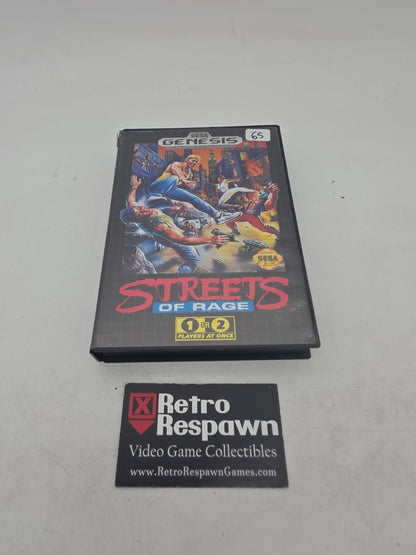 SEGA
GENESIS
65
SEGA
STREETS
OF RAGE
1 OR 2
PLAYERS AT ONCE
X Retro
Respawn
Video Game Collectibles
www.RetroRespawnGames.com